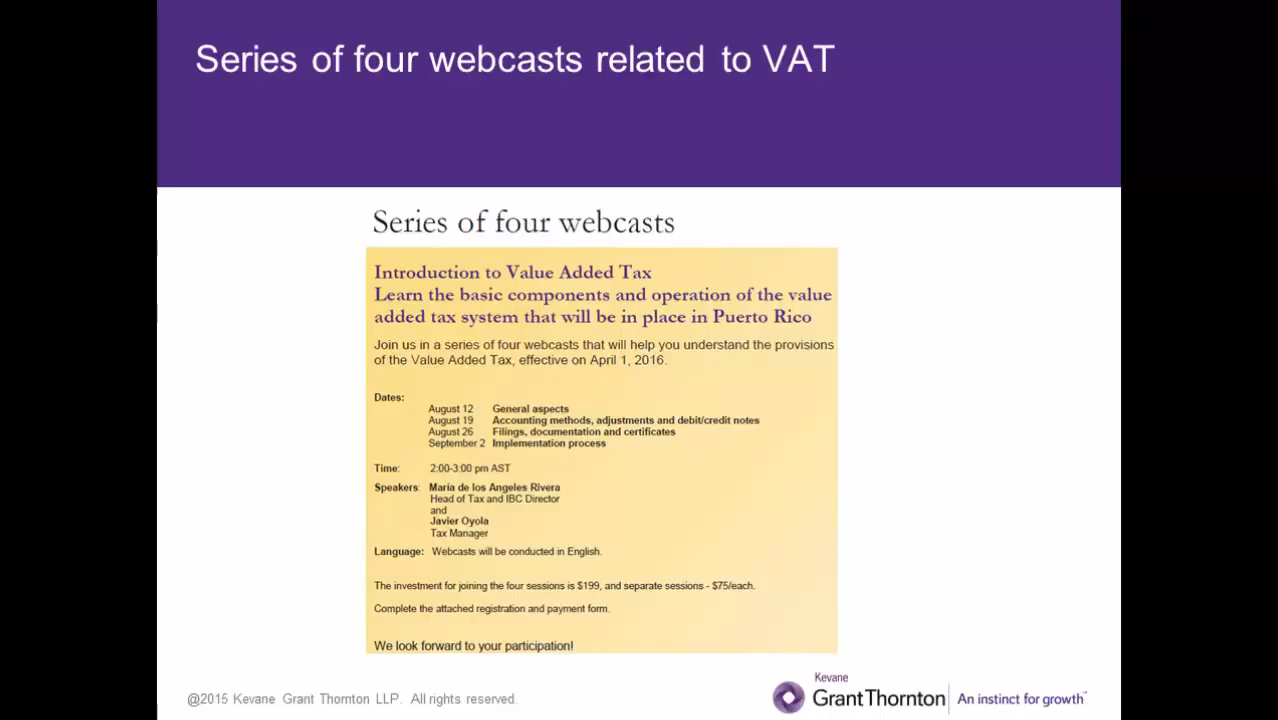 Series of four webcasts related to VAT
Series of four webcasts
Introduction to Value Added Tax
Learn the basic components and operation of the value
added tax system that will be in place in Puerto Rico
Join us in a series of four webcasts that will help you understand the provisions
of the Value Added Tax, effective on April 1, 2016.
Dates:
August 12 General aspects
August 19 Accounting methods, adjustments and debit/credit notes
August 26 Filings, documentation and certificates
September 2 Implementation process
Time: 2:00-3:00 pm AST
Speakers: María de los Angeles Rivera
Head of Tax and IBC Director
and
Javier Oyola
Tax Manager
Language: Webcasts will be conducted in English.
The investment for joining the four sessions is $199, and separate sessions - $75/each.
Complete the attached registration and payment form.
We look forward to your participation!
@2015 Kevane Grant Thornton LLP. All rights reserved.
Kevane
GrantThornton An instinct for growth™